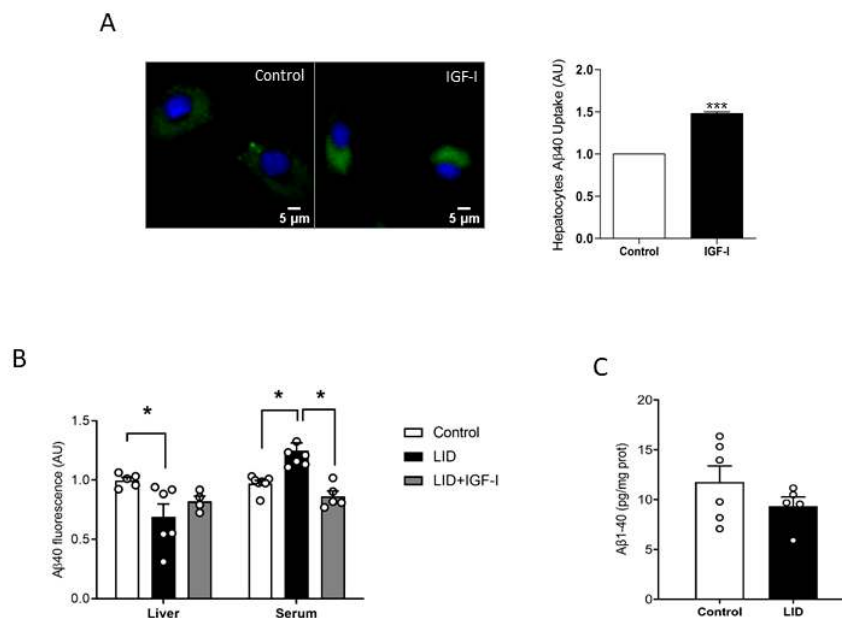 A
Control
IGF-I
5 µm
5 µm
Hepatocytes Aβ40 Uptake (AU)
2.0
1.5
1.0
0.5
0.0
***
Control
IGF-I
B
Aβ40 fluorescence (AU)
1.5
1.0
0.5
0.0
*
*
*
Liver
Serum
Control
LID
LID+IGF-I
C
Aβ1-40 (pg/mg prot)
20
15
10
5
0
Control
LID